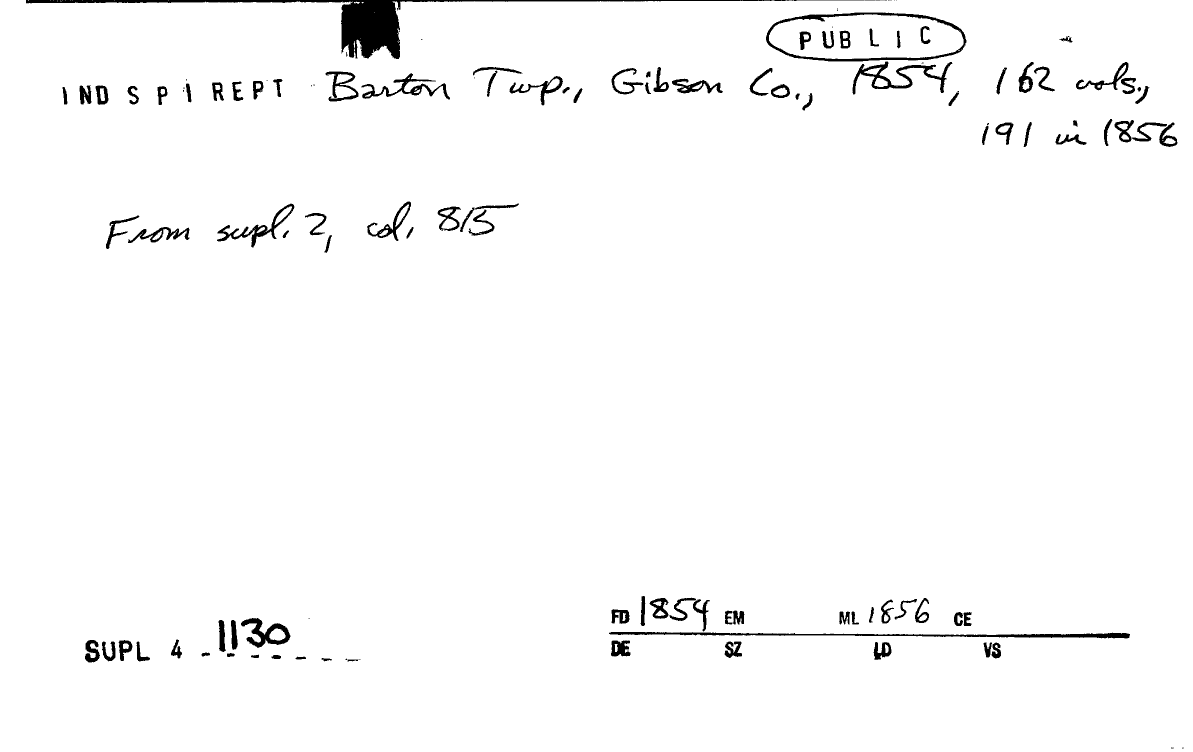 PUBLIC
IND S P I REPT Barton Twp., Gibson Co., 1854, 162 vols.,
191 in 1856
From supl. 2, col. 815
FD 1854 EM ML 1856 CE
SUPL 4 1130
DE SZ LD VS